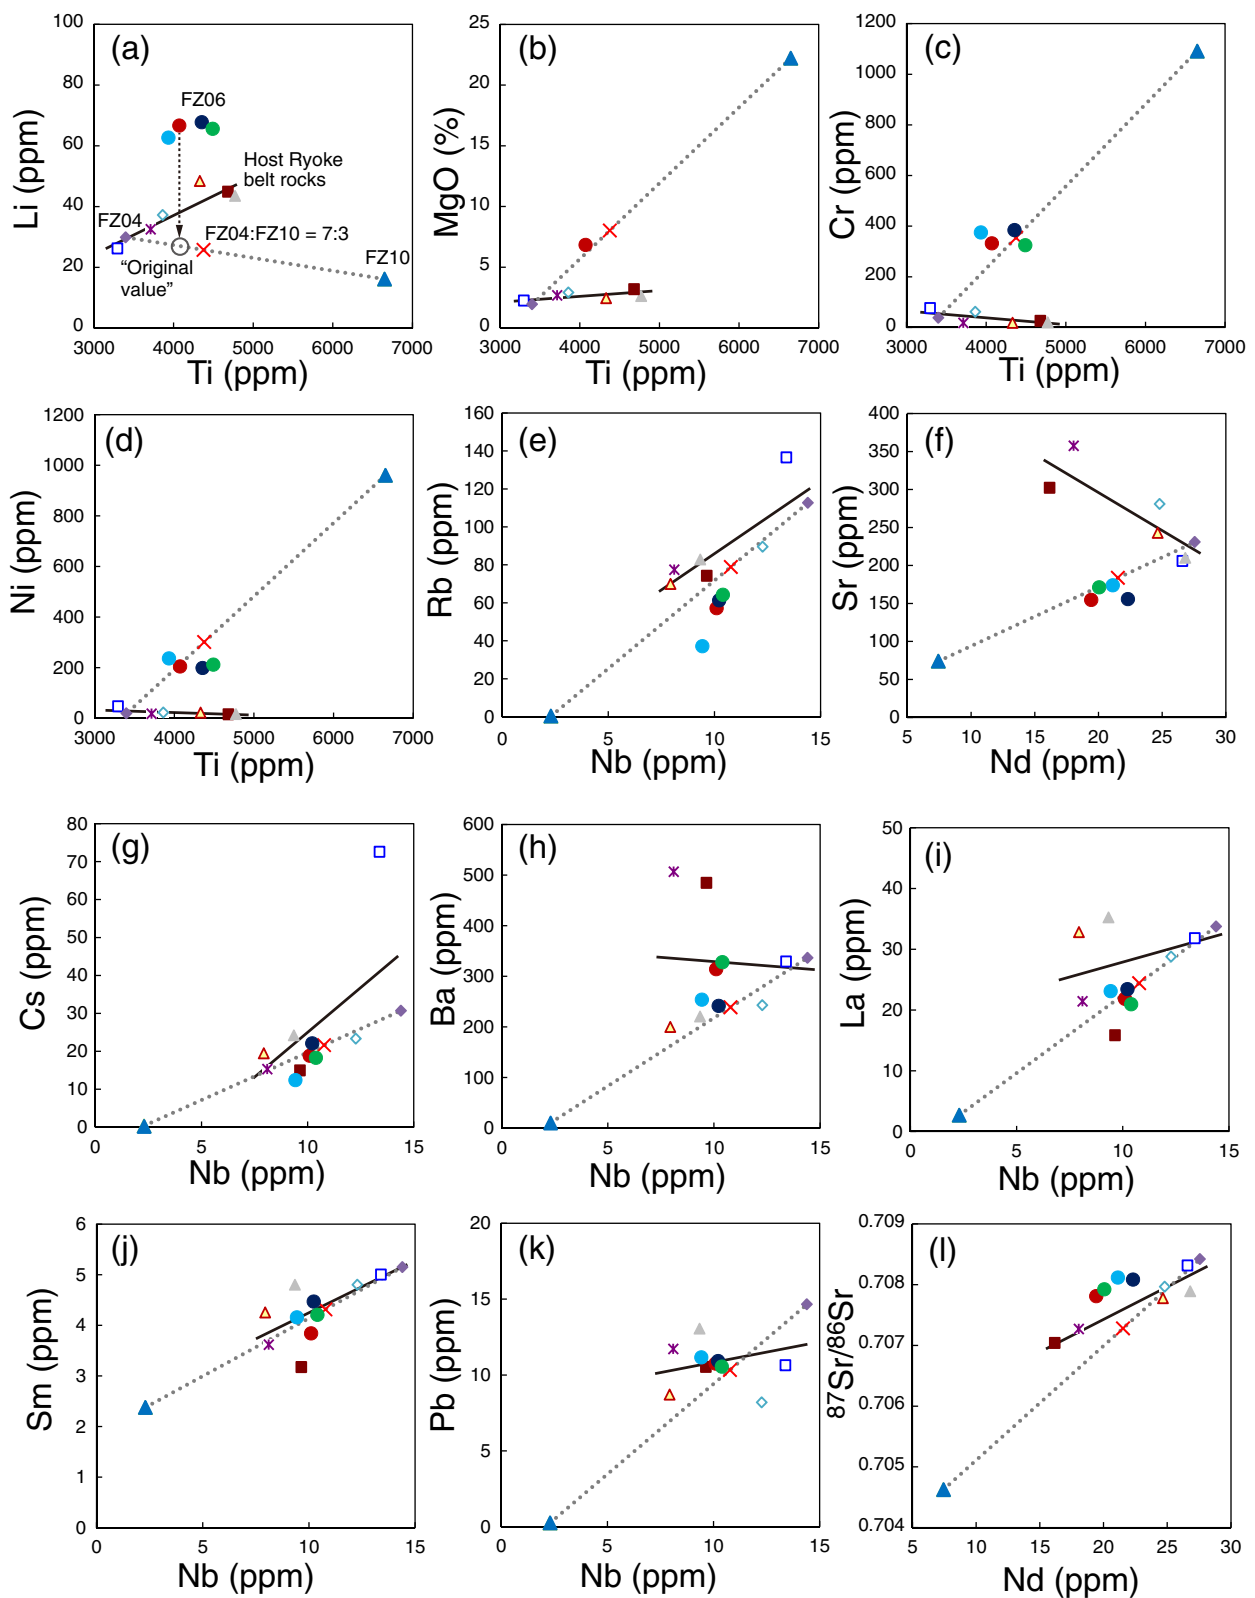 (a)
100
80
60
40
20
0
Li (ppm)
FZ06
Host Ryoke
belt rocks
FZ04
FZ04:FZ10 = 7:3
"Original
value"
FZ10
3000 4000 5000 6000 7000
Ti (ppm)
(b)
25
20
15
10
5
0
MgO (%)
3000 4000 5000 6000 7000
Ti (ppm)
(c)
1200
1000
800
600
400
200
0
Cr (ppm)
3000 4000 5000 6000 7000
Ti (ppm)
(d)
1200
1000
800
600
400
200
0
Ni (ppm)
3000 4000 5000 6000 7000
Ti (ppm)
(e)
160
140
120
100
80
60
40
20
0
Rb (ppm)
0 5 10 15
Nb (ppm)
(f)
400
350
300
250
200
150
100
50
0
Sr (ppm)
5 10 15 20 25 30
Nd (ppm)
(g)
80
70
60
50
40
30
20
10
0
Cs (ppm)
0 5 10 15
Nb (ppm)
(h)
600
500
400
300
200
100
0
Ba (ppm)
0 5 10 15
Nb (ppm)
(i)
50
40
30
20
10
0
La (ppm)
0 5 10 15
Nb (ppm)
(j)
6
5
4
3
2
1
0
Sm (ppm)
0 5 10 15
Nb (ppm)
(k)
20
15
10
5
0
Pb (ppm)
0 5 10 15
Nb (ppm)
(l)
0.709
0.708
0.707
0.706
0.705
0.704
87Sr/86Sr
5 10 15 20 25 30
Nd (ppm)